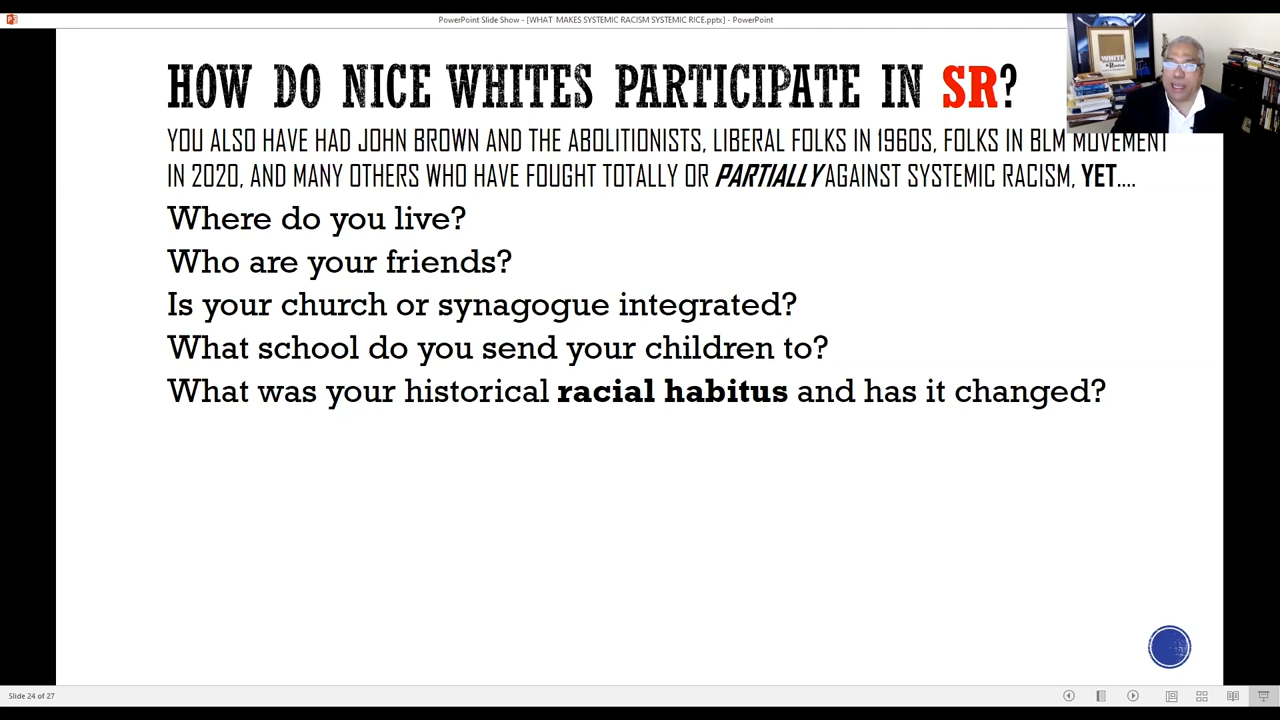 PowerPoint Slide Show - [WHAT  MAKES SYSTEMIC RACISM SYSTEMIC RICE.pptx] - PowerPoint
HOW DO NICE WHITES PARTICIPATE IN SR?
YOU ALSO HAVE HAD JOHN BROWN AND THE ABOLITIONISTS, LIBERAL FOLKS IN 1960S, FOLKS IN BLM MOVEMENT
IN 2020, AND MANY OTHERS WHO HAVE FOUGHT TOTALLY OR PARTIALLY AGAINST SYSTEMIC RACISM, YET....
Where do you live?
Who are your friends?
Is your church or synagogue integrated?
What school do you send your children to?
What was your historical racial habitus and has it changed?
WHITE
Slide 24 of 27